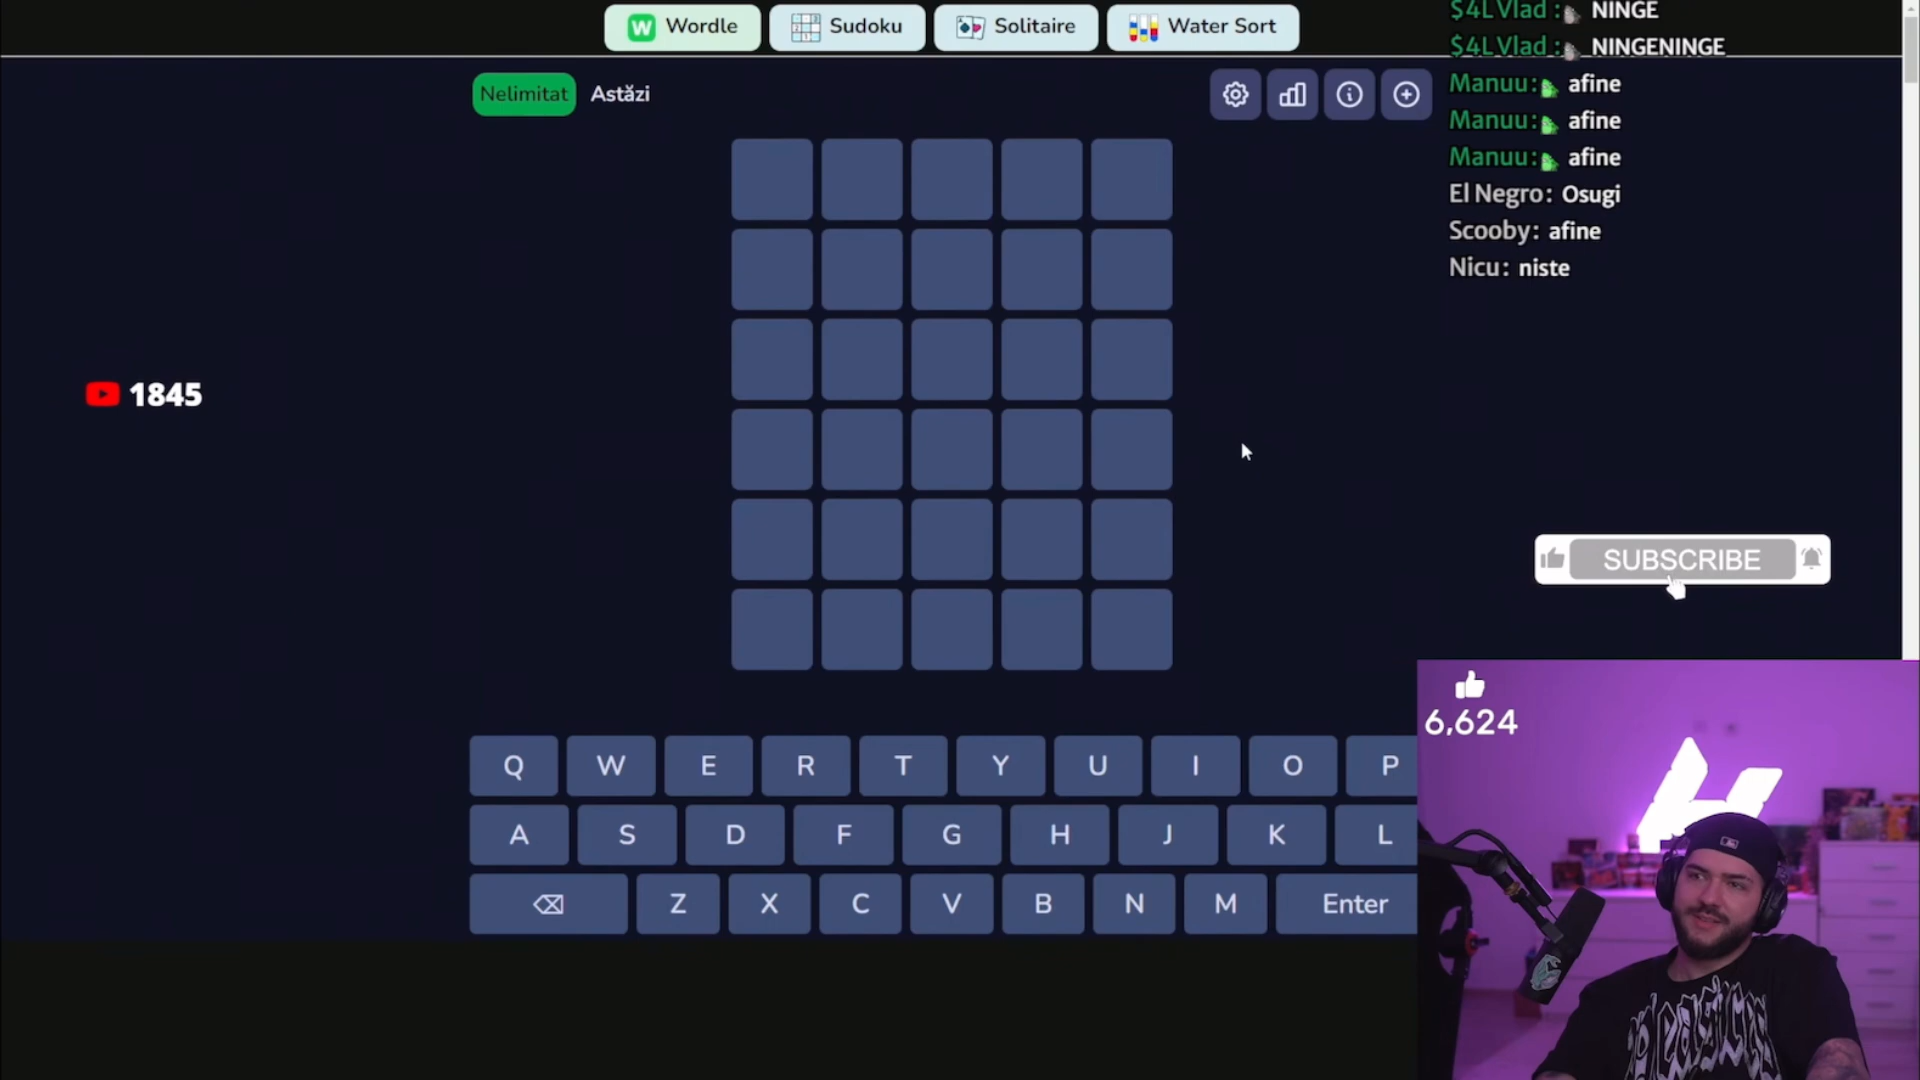 Wordle
Sudoku
Solitaire
Water Sort
Nelimitat
Astăzi
$4LVlad : NINGE
$4LVlad : NINGENINGE
Manuu: afine
Manuu: afine
Manuu: afine
El Negro: Osugi
Scooby: afine
Nicu: niste
1845
SUBSCRIBE
6,624
Q W E R T Y U I O P
A S D F G H J K L
Z X C V B N M Enter